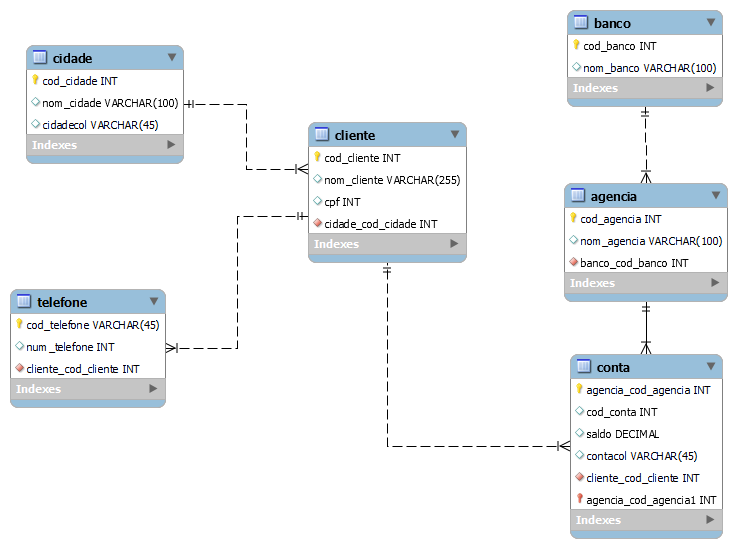 cidade
cod_cidade INT
nom_cidade VARCHAR(100)
cidadecol VARCHAR(45)
Indexes
telefone
cod_telefone VARCHAR(45)
num_telefone INT
cliente_cod_cliente INT
Indexes
cliente
cod_cliente INT
nom_cliente VARCHAR(255)
cpf INT
cidade_cod_cidade INT
Indexes
banco
cod_banco INT
nom_banco VARCHAR(100)
Indexes
agencia
cod_agencia INT
nom_agencia VARCHAR(100)
banco_cod_banco INT
Indexes
conta
agencia_cod_agencia INT
cod_conta INT
saldo DECIMAL
contacol VARCHAR(45)
cliente_cod_cliente INT
agencia_cod_agencia1 INT
Indexes